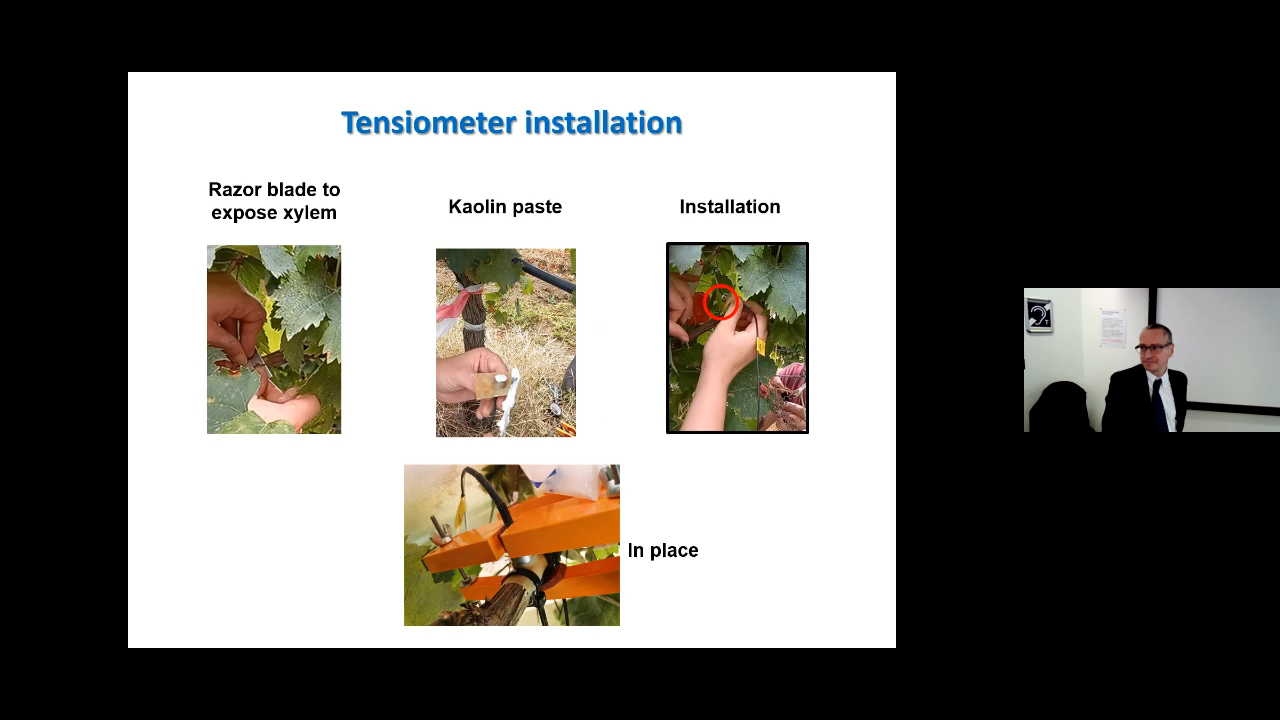 Tensiometer installation
Razor blade to
expose xylem
Kaolin paste
Installation
In place
T